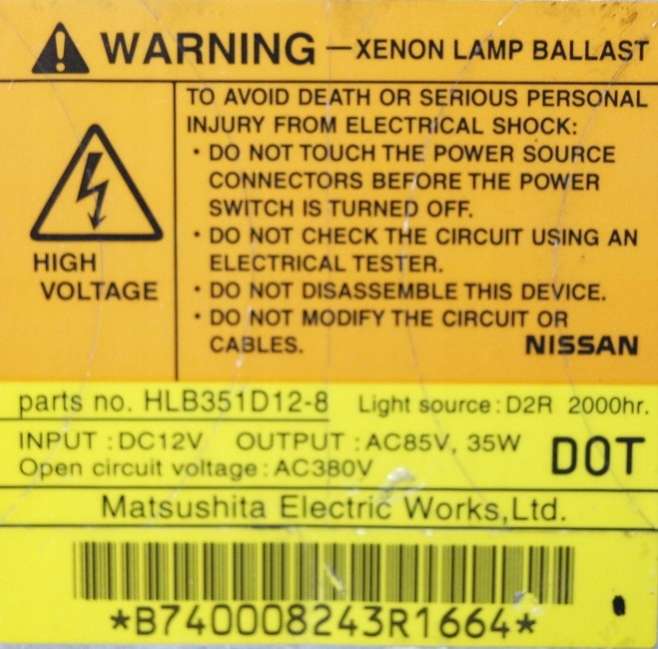 WARNING —XENON LAMP BALLAST
HIGH
VOLTAGE
TO AVOID DEATH OR SERIOUS PERSONAL
INJURY FROM ELECTRICAL SHOCK:
• DO NOT TOUCH THE POWER SOURCE
CONNECTORS BEFORE THE POWER
SWITCH IS TURNED OFF.
• DO NOT CHECK THE CIRCUIT USING AN
ELECTRICAL TESTER.
• DO NOT DISASSEMBLE THIS DEVICE.
• DO NOT MODIFY THE CIRCUIT OR
CABLES. NISSAN
parts no. HLB351D12-8 Light source : D2R 2000hr.
INPUT : DC12V OUTPUT : AC85V, 35W DOT
Open circuit voltage : AC380V
Matsushita Electric Works,Ltd.
*B740008243R1664*